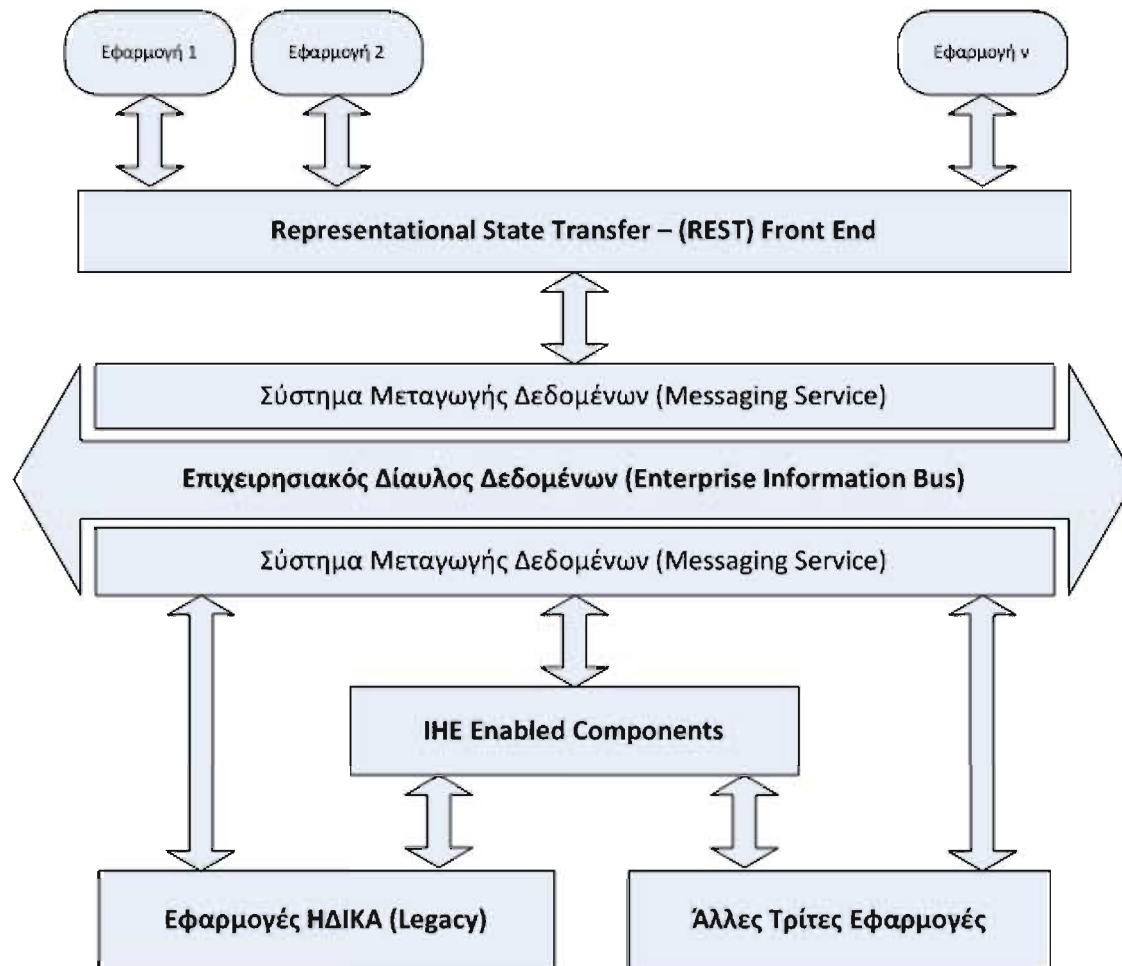 Εφαρμογή 1
Εφαρμογή 2
Εφαρμογή ν
Representational State Transfer – (REST) Front End
Σύστημα Μεταγωγής Δεδομένων (Messaging Service)
Επιχειρησιακός Δίαυλος Δεδομένων (Enterprise Information Bus)
Σύστημα Μεταγωγής Δεδομένων (Messaging Service)
IHE Enabled Components
Εφαρμογές ΗΔΙΚΑ (Legacy)
Άλλες Τρίτες Εφαρμογές